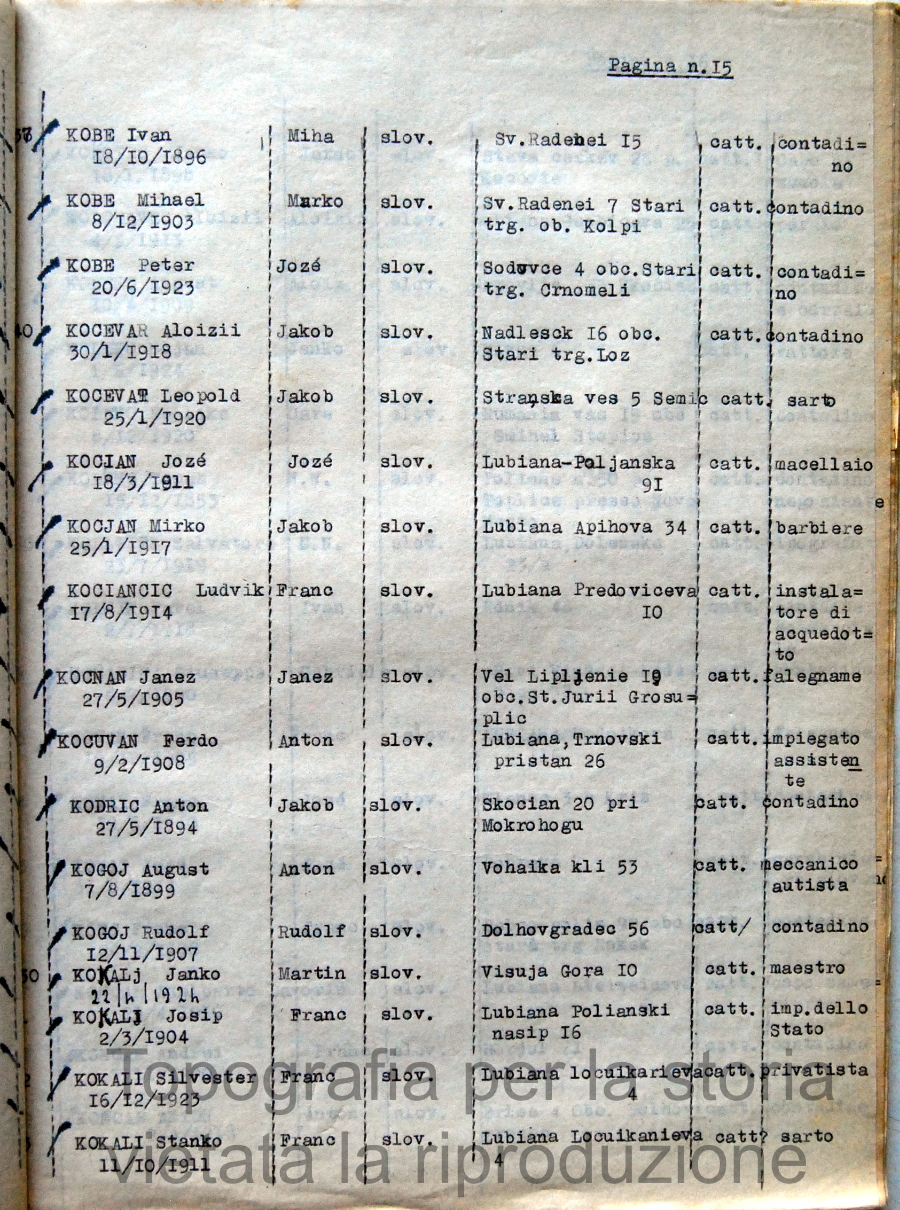 Pagina n.I5
KOBE Ivan Miha slov. Sv.Radenei I5 catt. contadi=
I8/IO/I896 no
KOBE Mihael Marko slov. Sv.Radenei 7 Stari catt. contadino
8/I2/I903 trg. ob. Kolpi
KOBE Peter Jozé slov. Sodevce 4 obc.Stari catt. contadi=
20/6/I923 trg. Crnomeli no
40 KOCEVAR Aloizii Jakob slov. Nadlesck I6 obc. catt. contadino
30/1/I9I8 Stari trg.Loz
KOCEVAT Leopold Jakob slov. Stranska ves 5 Semic catt. sarto
25/1/I920
KOCIAN Jozé Jozé slov. Lubiana-Poljanska catt. macellaio
I8/3/I9II 9I
KOCJAN Mirko Jakob slov. Lubiana Apihova 34 catt. barbiere
25/1/I9I7
KOCIANCIC Ludvik Franc slov. Lubiana Predoviceva catt. instala=
I7/8/I9I4 IO tore di
acquedot=
to
KOCNAN Janez Janez slov. Vel Lipljenie I9 catt. falegname
27/5/I905 obc.St.Jurii Grosu=
plic
KOCUVAN Ferdo Anton slov. Lubiana,Trnovski catt. impiegato
9/2/I908 pristan 26 assisten
te
KODRIC Anton Jakob slov. Skocian 20 pri catt. contadino
27/5/I894 Mokrohogu
KOGOJ August Anton slov. Vohaika kli 53 catt. meccanico
7/8/I899 autista
KOGOJ Rudolf Rudolf slov. Dolhovgradec 56 catt/ contadino
I2/II/I907
50 KOKALj Janko Martin slov. Visuja Gora IO catt. maestro
22/4/1924
KOKALJ Josip Franc slov. Lubiana Polianski catt. imp.dello
2/3/I904 nasip I6 Stato
KOKALI Silvester Franc slov. Lubiana locuikarieva catt. privatista
I6/I2/I923 4
KOKALI Stanko Franc slov. Lubiana Locuikanieva catt? sarto
II/IO/I9II 4
Topografia per la storia
vietata la riproduzione